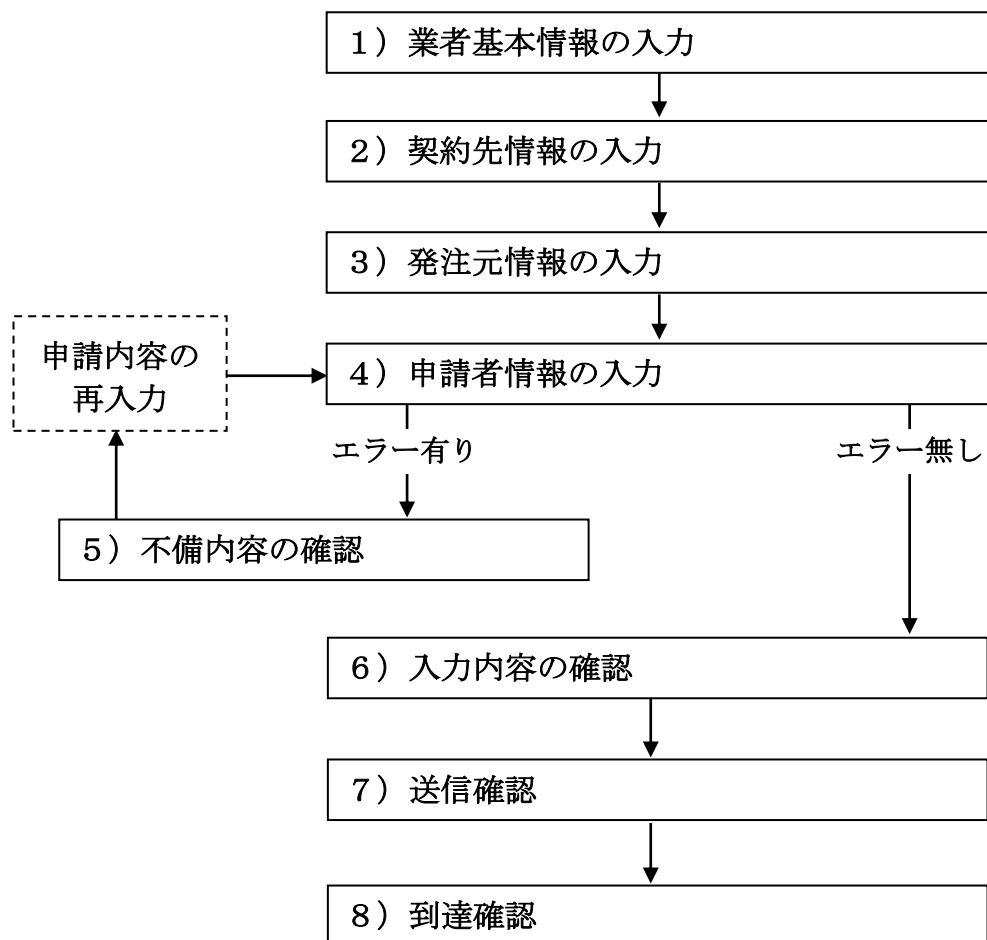 １）業者基本情報の入力
２）契約先情報の入力
３）発注元情報の入力
申請内容の
再入力
４）申請者情報の入力
エラー有り
エラー無し
５）不備内容の確認
６）入力内容の確認
７）送信確認
８）到達確認